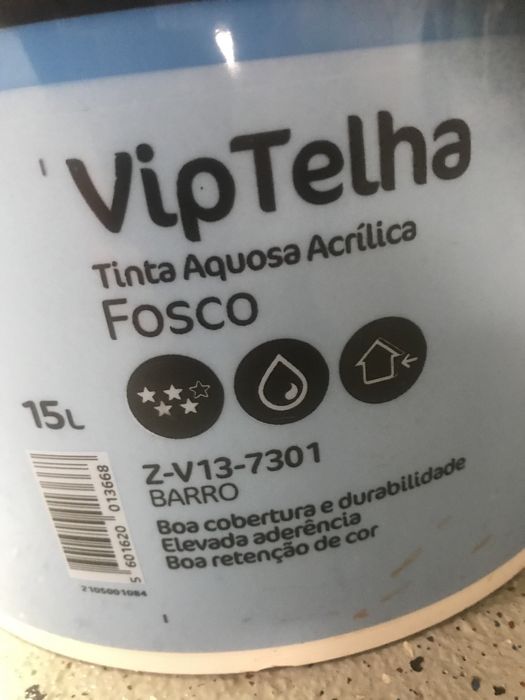 VipTelha
Tinta Aquosa Acrílica
Fosco
15L
Z-V13-7301
BARRO
Boa cobertura e durabilidade
Elevada aderência
Boa retenção de cor
5 601620 013668
2105001084